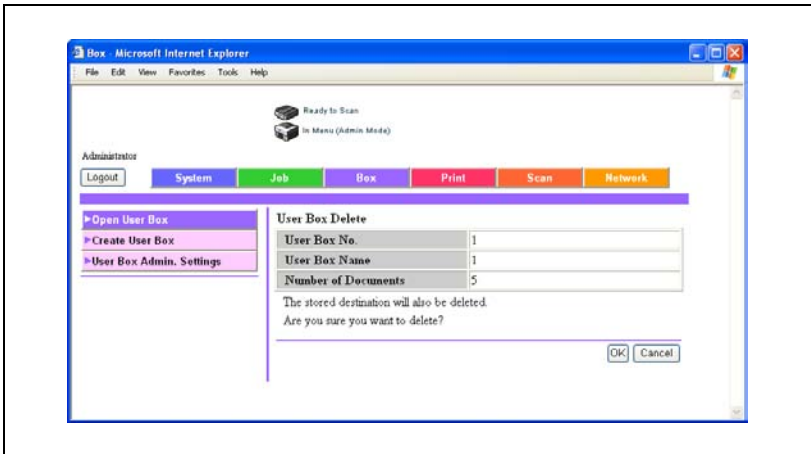 Box - Microsoft Internet Explorer
File Edit View Favorites Tools Help
Ready to Scan
In Menu (Admin Mode)
Administrator
Logout System Job Box Print Scan Network
Open User Box
Create User Box
User Box Admin. Settings
User Box Delete
User Box No. 1
User Box Name 1
Number of Documents 5
The stored destination will also be deleted.
Are you sure you want to delete?
OK Cancel